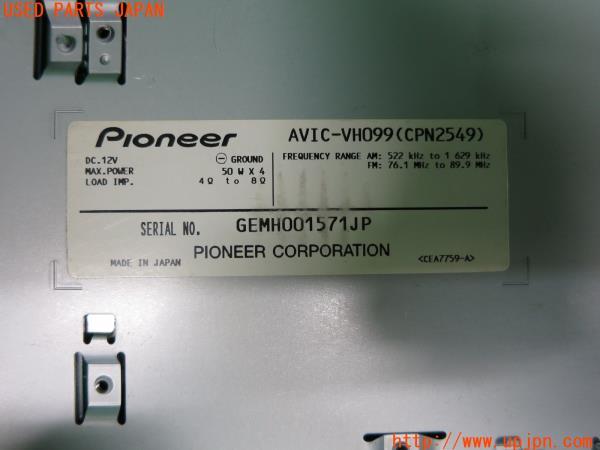 USED PARTS JAPAN
Pioneer
AVIC-VH099(CPN2549)
DC.12V
⊖ GROUND
MAX.POWER 50 W X 4
LOAD IMP. 4Ω to 8Ω
FREQUENCY RANGE AM: 522 kHz to 1 629 kHz
FM: 76.1 MHz to 89.9 MHz
SERIAL NO. GEMH001571JP
PIONEER CORPORATION
MADE IN JAPAN
<CEA7759-A>
http://www.upjpn.com/